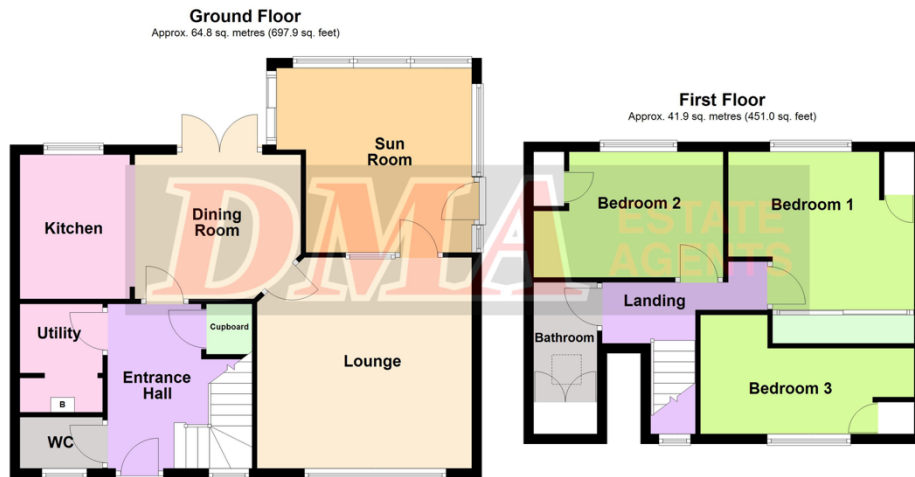 Ground Floor
Approx. 64.8 sq. metres (697.9 sq. feet)
Sun
Room
Kitchen
Dining
Room
Utility
Cupboard
Entrance
Hall
Lounge
B
WC
First Floor
Approx. 41.9 sq. metres (451.0 sq. feet)
Bedroom 2
Bedroom 1
Landing
Bathroom
Bedroom 3
DMA
ESTATE
AGENTS